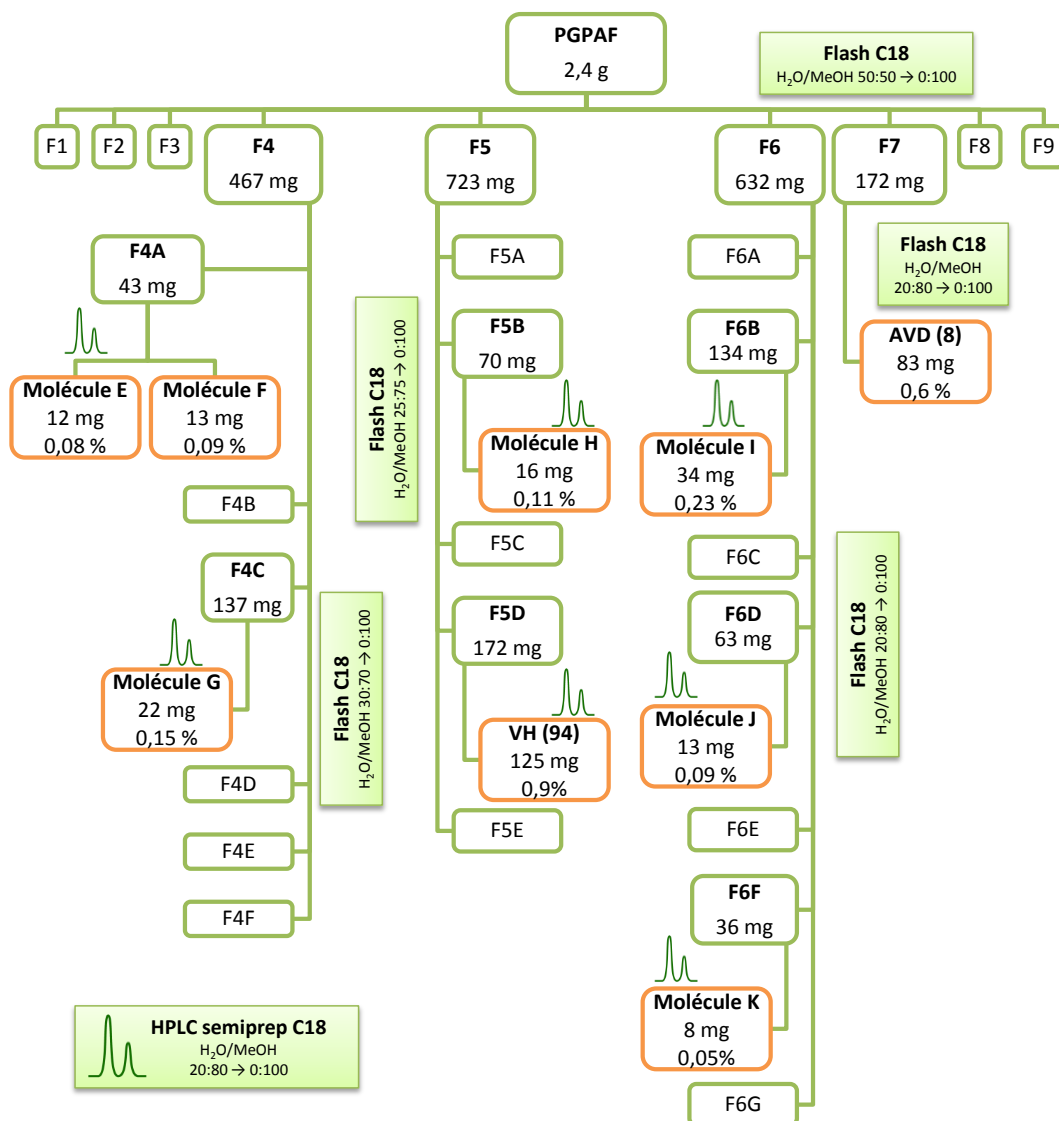 PGPAF
2,4 g
Flash C18
H₂O/MeOH 50:50 → 0:100
F1
F2
F3
F4
467 mg
F5
723 mg
F6
632 mg
F7
172 mg
F8
F9
F4A
43 mg
Molécule E
12 mg
0,08 %
Molécule F
13 mg
0,09 %
F4B
F4C
137 mg
Molécule G
22 mg
0,15 %
F4D
F4E
F4F
Flash C18
H₂O/MeOH 30:70 → 0:100
Flash C18
H₂O/MeOH 25:75 → 0:100
F5A
F5B
70 mg
Molécule H
16 mg
0,11 %
F5C
F5D
172 mg
VH (94)
125 mg
0,9%
F5E
F6A
F6B
134 mg
Molécule I
34 mg
0,23 %
F6C
F6D
63 mg
Molécule J
13 mg
0,09 %
F6E
F6F
36 mg
Molécule K
8 mg
0,05%
F6G
Flash C18
H₂O/MeOH 20:80 → 0:100
Flash C18
H₂O/MeOH
20:80 → 0:100
AVD (8)
83 mg
0,6 %
HPLC semiprep C18
H₂O/MeOH
20:80 → 0:100